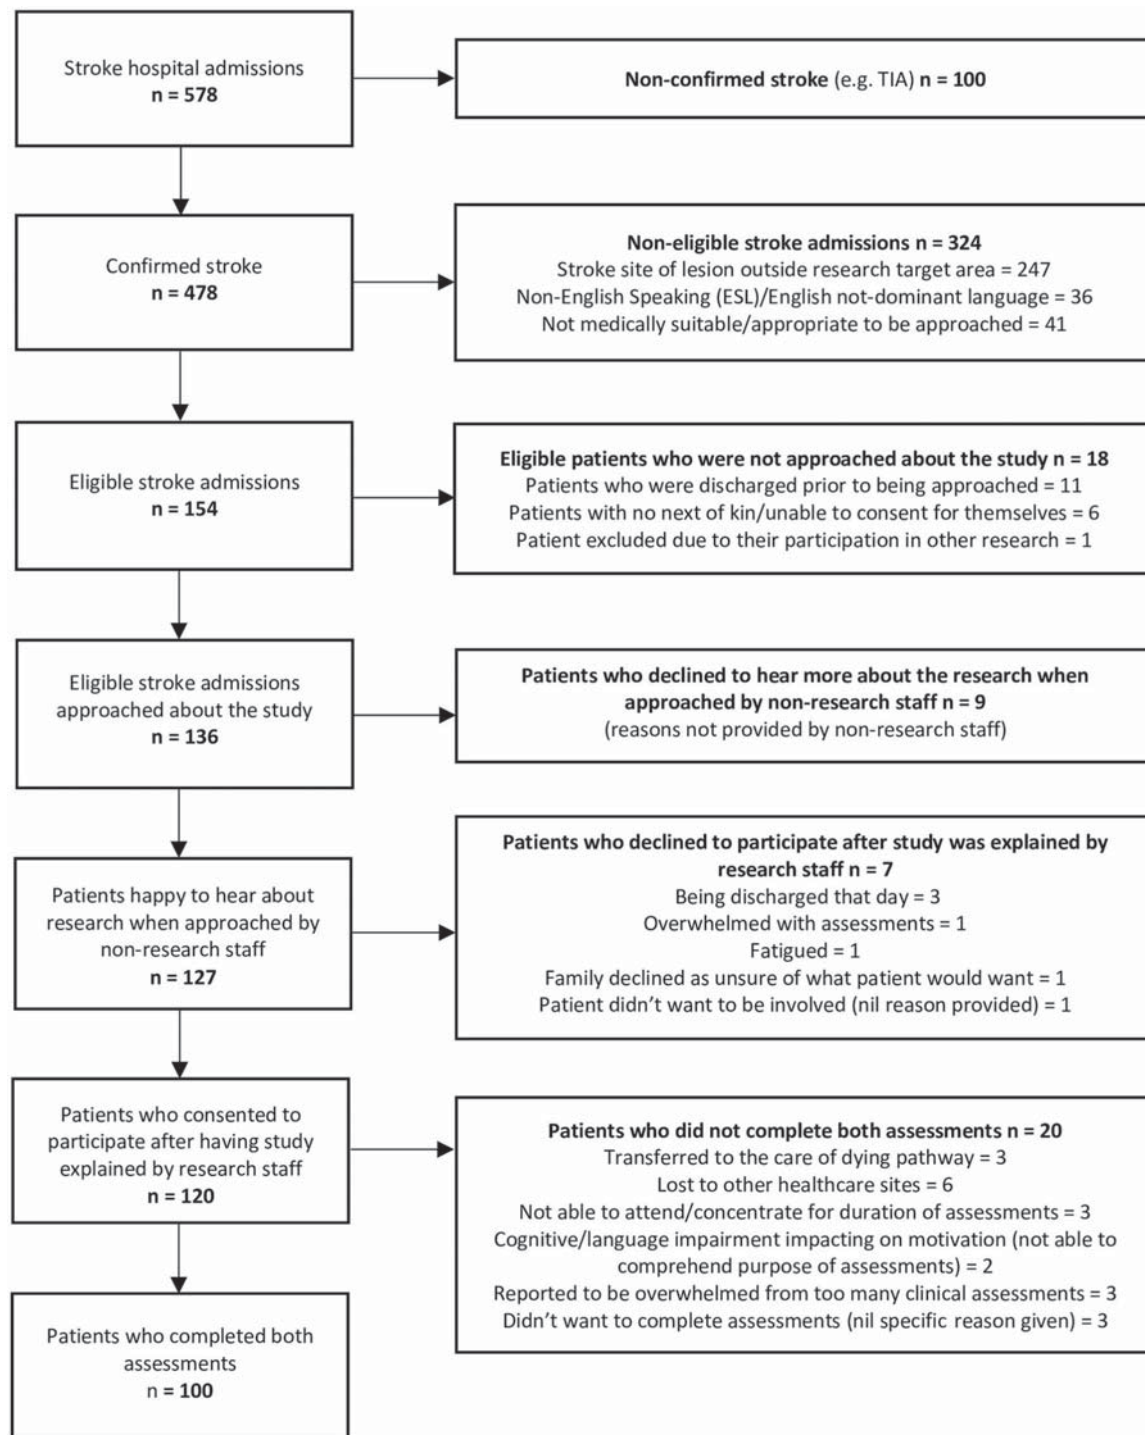 Stroke hospital admissions
n = 578
Non-confirmed stroke (e.g. TIA) n = 100
Confirmed stroke
n = 478
Non-eligible stroke admissions n = 324
Stroke site of lesion outside research target area = 247
Non-English Speaking (ESL)/English not-dominant language = 36
Not medically suitable/appropriate to be approached = 41
Eligible stroke admissions
n = 154
Eligible patients who were not approached about the study n = 18
Patients who were discharged prior to being approached = 11
Patients with no next of kin/unable to consent for themselves = 6
Patient excluded due to their participation in other research = 1
Eligible stroke admissions
approached about the study
n = 136
Patients who declined to hear more about the research when
approached by non-research staff n = 9
(reasons not provided by non-research staff)
Patients happy to hear about
research when approached by
non-research staff
n = 127
Patients who declined to participate after study was explained by
research staff n = 7
Being discharged that day = 3
Overwhelmed with assessments = 1
Fatigued = 1
Family declined as unsure of what patient would want = 1
Patient didn't want to be involved (nil reason provided) = 1
Patients who consented to
participate after having study
explained by research staff
n = 120
Patients who did not complete both assessments n = 20
Transferred to the care of dying pathway = 3
Lost to other healthcare sites = 6
Not able to attend/concentrate for duration of assessments = 3
Cognitive/language impairment impacting on motivation (not able to
comprehend purpose of assessments) = 2
Reported to be overwhelmed from too many clinical assessments = 3
Didn't want to complete assessments (nil specific reason given) = 3
Patients who completed both
assessments
n = 100